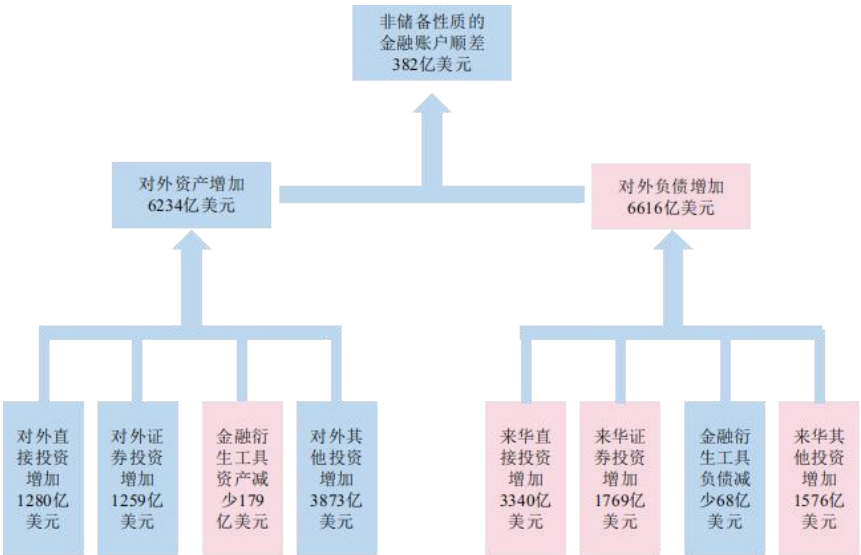 非储备性质的
金融账户顺差
382亿美元
对外资产增加
6234亿美元
对外负债增加
6616亿美元
对外直
接投资
增加
1280亿
美元
对外证
券投资
增加
1259亿
美元
金融衍
生工具
资产减
少179
亿美元
对外其
他投资
增加
3873亿
美元
来华直
接投资
增加
3340亿
美元
来华证
券投资
增加
1769亿
美元
金融衍
生工具
负债减
少68亿
美元
来华其
他投资
增加
1576亿
美元